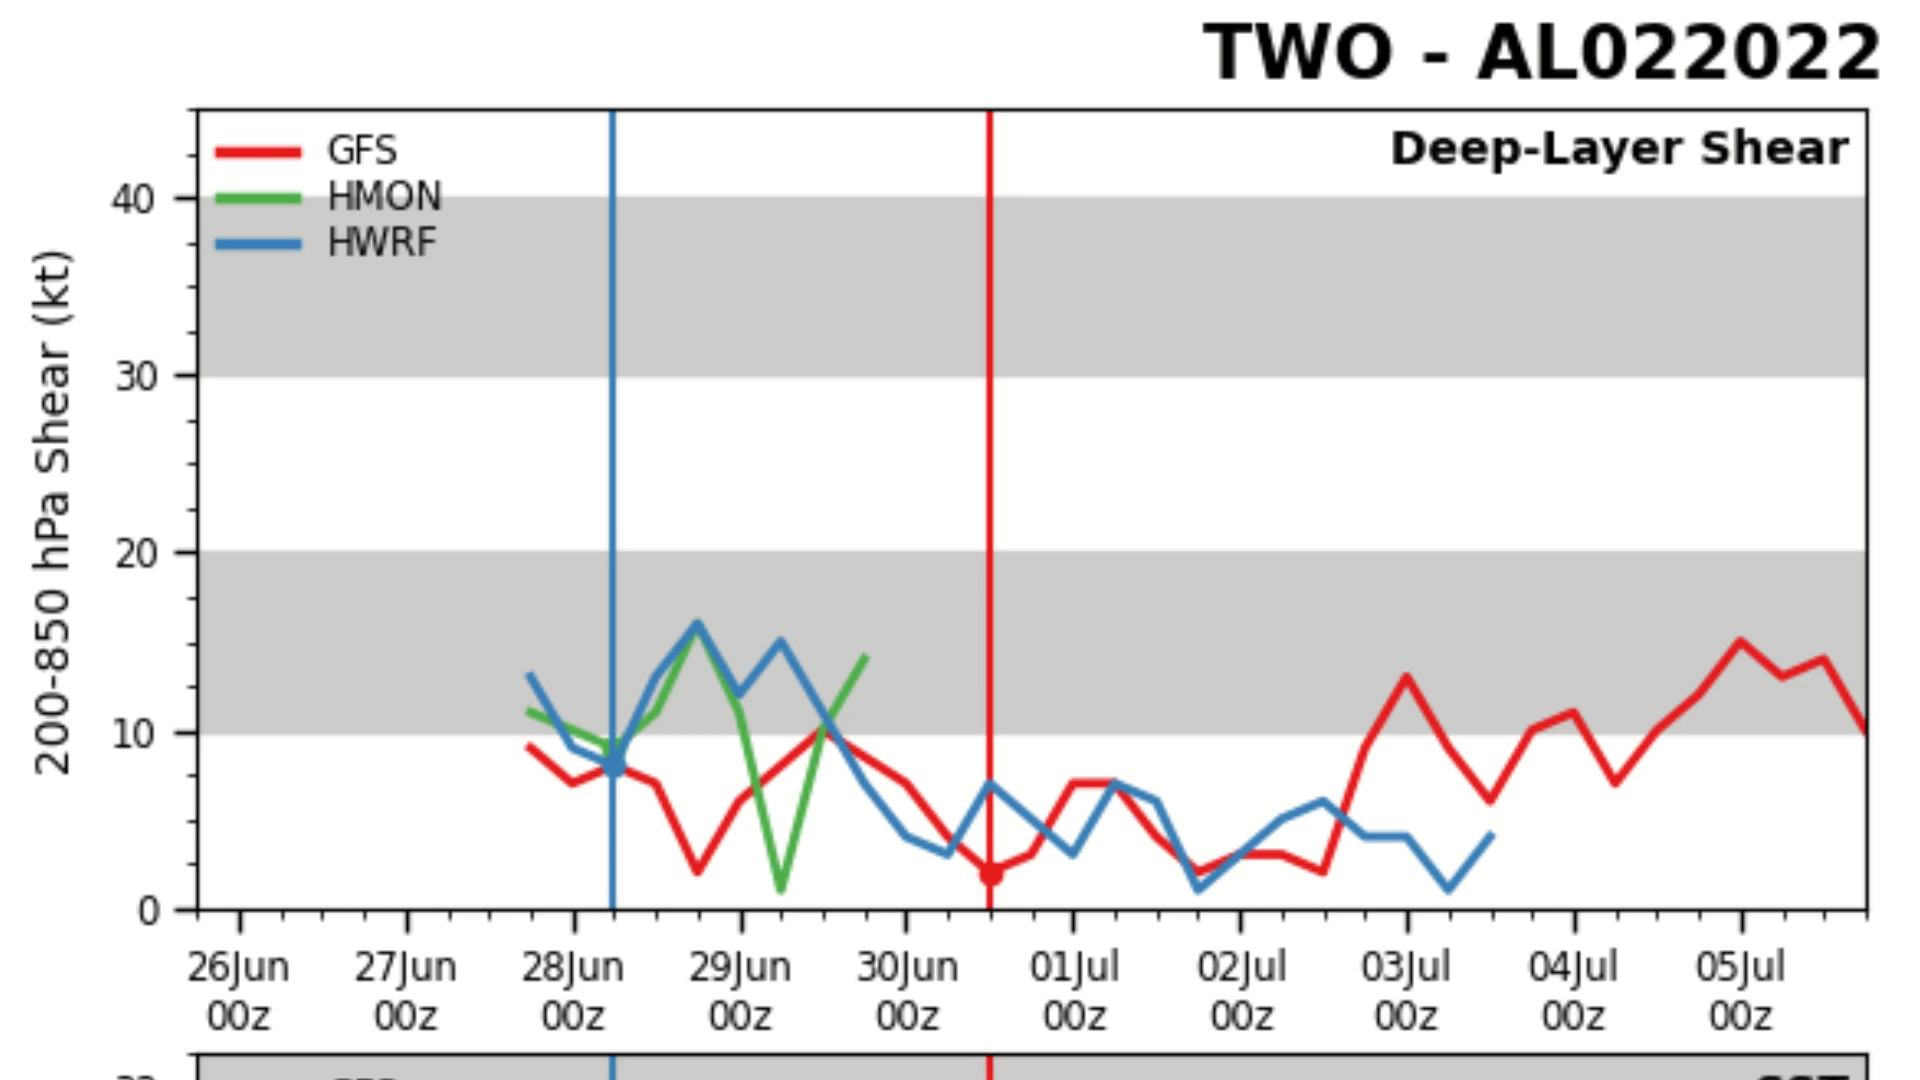 TWO - AL022022
Deep-Layer Shear
GFS
HMON
HWRF
200-850 hPa Shear (kt)
40
30
20
10
0
26Jun 27Jun 28Jun 29Jun 30Jun 01Jul 02Jul 03Jul 04Jul 05Jul
00z 00z 00z 00z 00z 00z 00z 00z 00z 00z